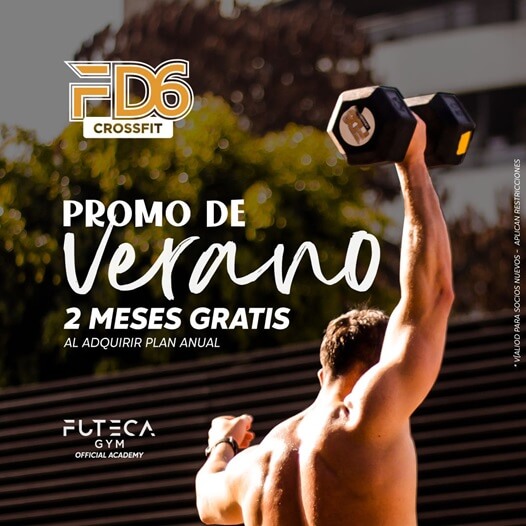 FD6
CROSSFIT
PROMO DE
Verano
2 MESES GRATIS
AL ADQUIRIR PLAN ANUAL
FUTECA
GYM
OFFICIAL ACADEMY
* VÍALIOD PARA SOCIOS NUEVOS - APLICAN RESTRICCIONES